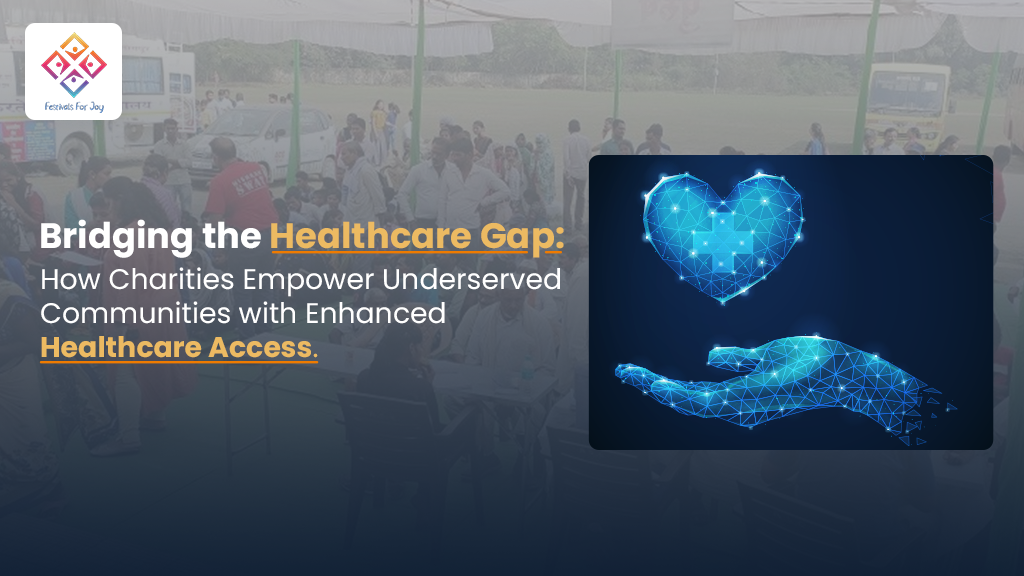 Festivals For Joy
Bridging the Healthcare Gap:
How Charities Empower Underserved
Communities with Enhanced
Healthcare Access.